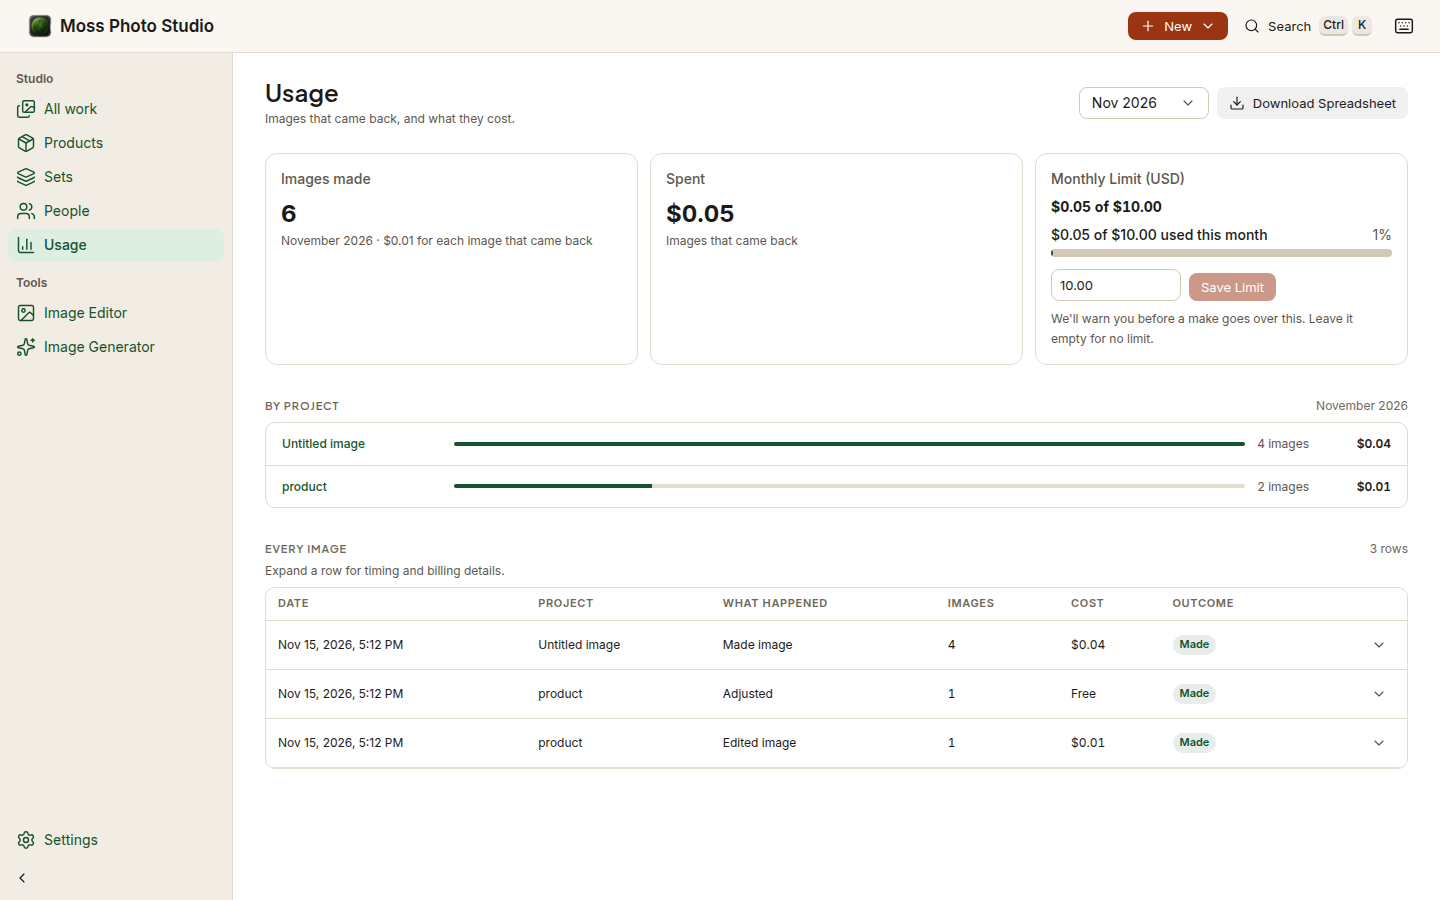 Moss Photo Studio
New
Search Ctrl K
Studio
All work
Products
Sets
People
Usage
Tools
Image Editor
Image Generator
Settings
Usage
Images that came back, and what they cost.
Nov 2026
Download Spreadsheet
Images made
6
November 2026 · $0.01 for each image that came back
Spent
$0.05
Images that came back
Monthly Limit (USD)
$0.05 of $10.00
$0.05 of $10.00 used this month 1%
10.00 Save Limit
We'll warn you before a make goes over this. Leave it
empty for no limit.
BY PROJECT November 2026
Untitled image 4 images $0.04
product 2 images $0.01
EVERY IMAGE 3 rows
Expand a row for timing and billing details.
DATE PROJECT WHAT HAPPENED IMAGES COST OUTCOME
Nov 15, 2026, 5:12 PM Untitled image Made image 4 $0.04 Made
Nov 15, 2026, 5:12 PM product Adjusted 1 Free Made
Nov 15, 2026, 5:12 PM product Edited image 1 $0.01 Made